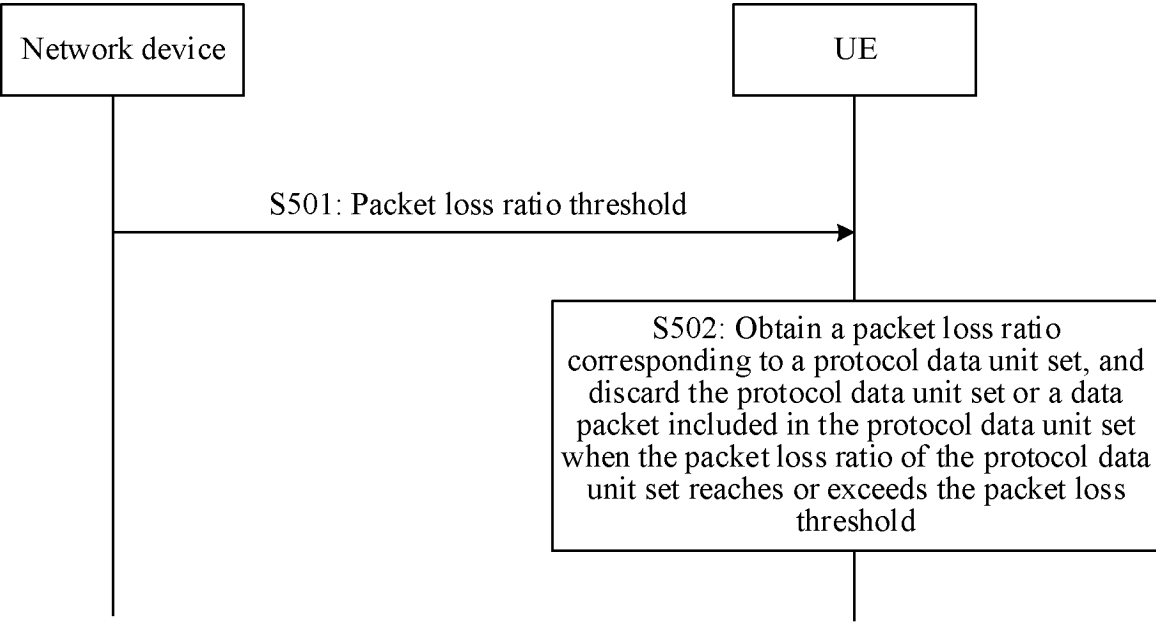 Network device
UE
S501: Packet loss ratio threshold
S502: Obtain a packet loss ratio
corresponding to a protocol data unit set, and
discard the protocol data unit set or a data
packet included in the protocol data unit set
when the packet loss ratio of the protocol data
unit set reaches or exceeds the packet loss
threshold